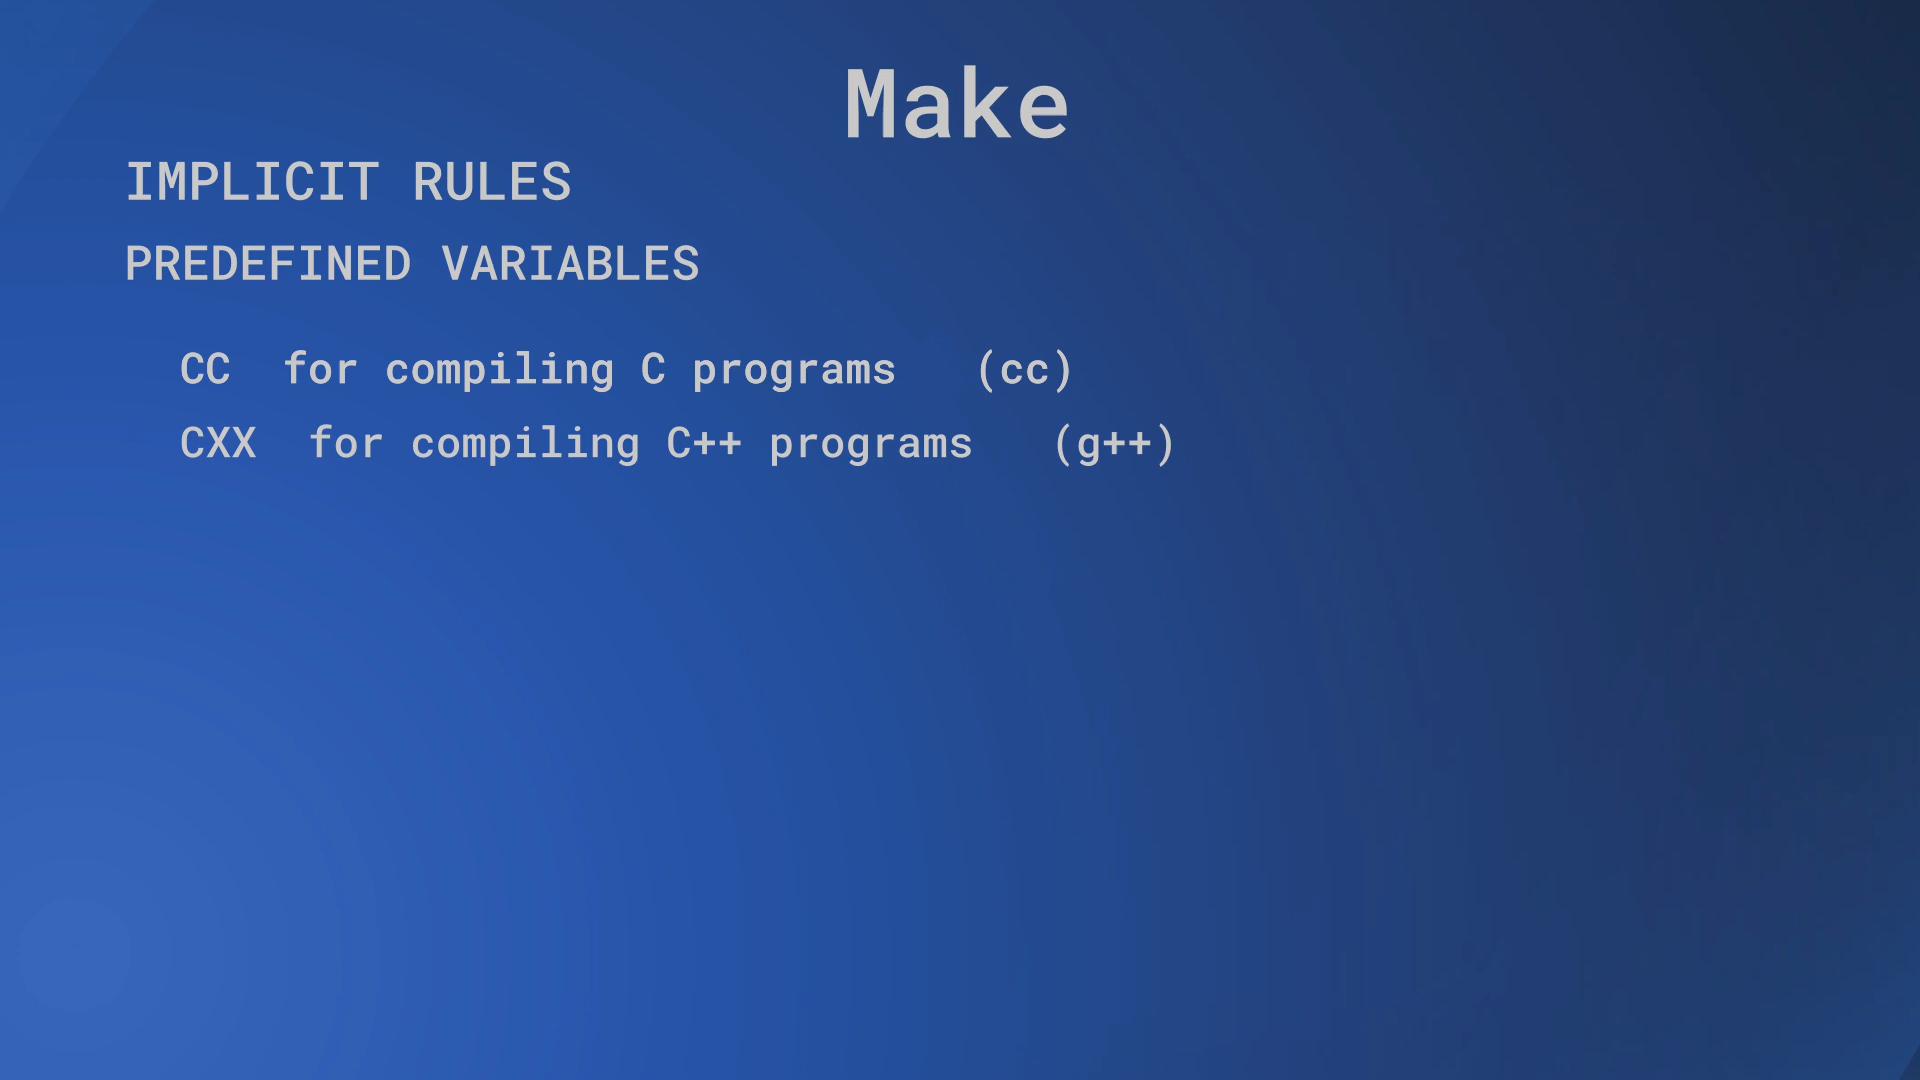 Make
IMPLICIT RULES
PREDEFINED VARIABLES
CC  for compiling C programs   (cc)
CXX  for compiling C++ programs   (g++)